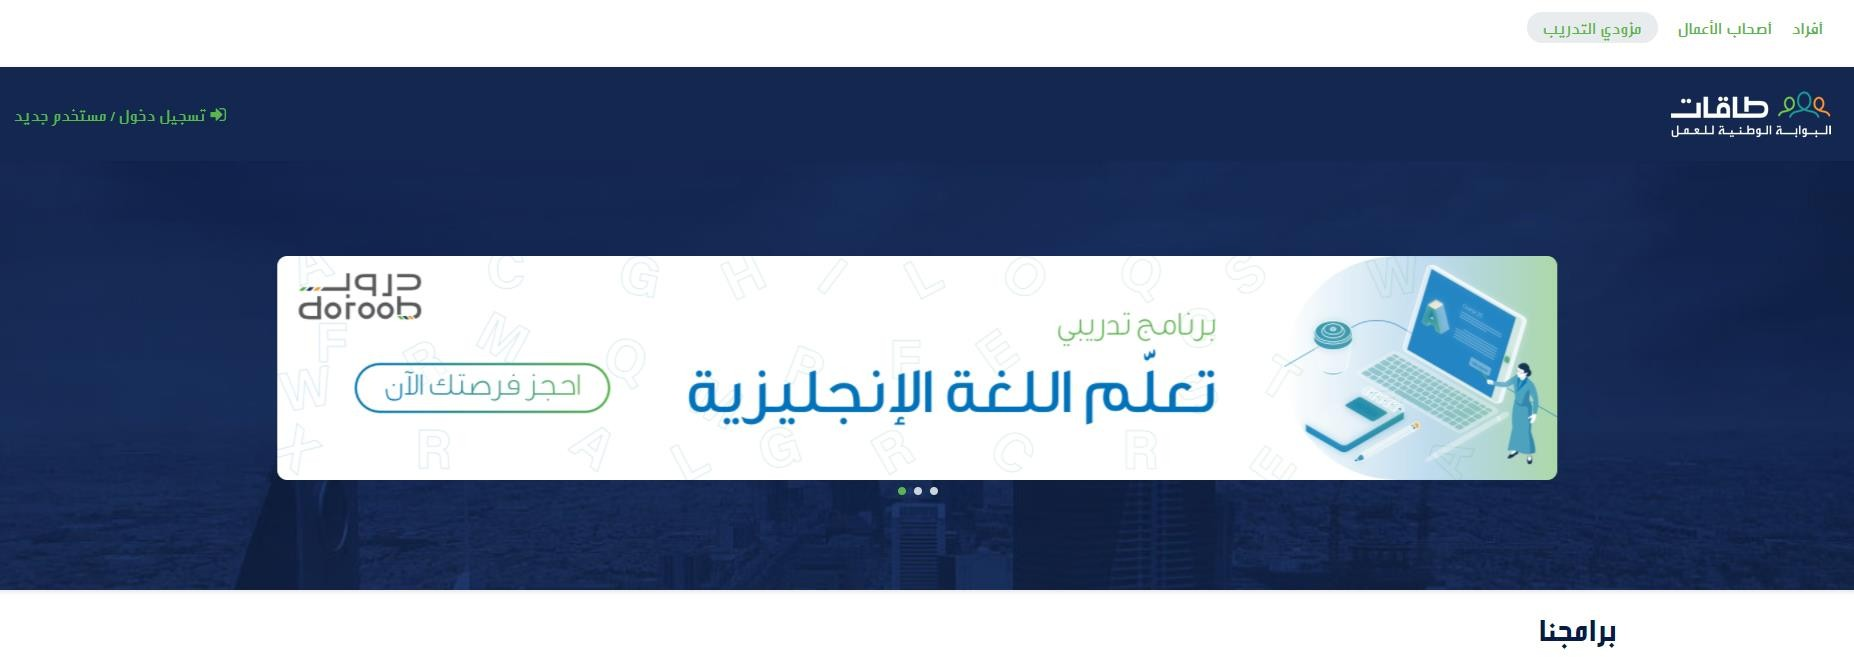 أفراد
أصحاب الأعمال
مزودي التدريب
طاقات
البوابة الوطنية للعمل
تسجيل دخول / مستخدم جديد
دروب
doroob
برنامج تدريبي
تعلّم اللغة الإنجليزية
احجز فرصتك الآن
برامجنا